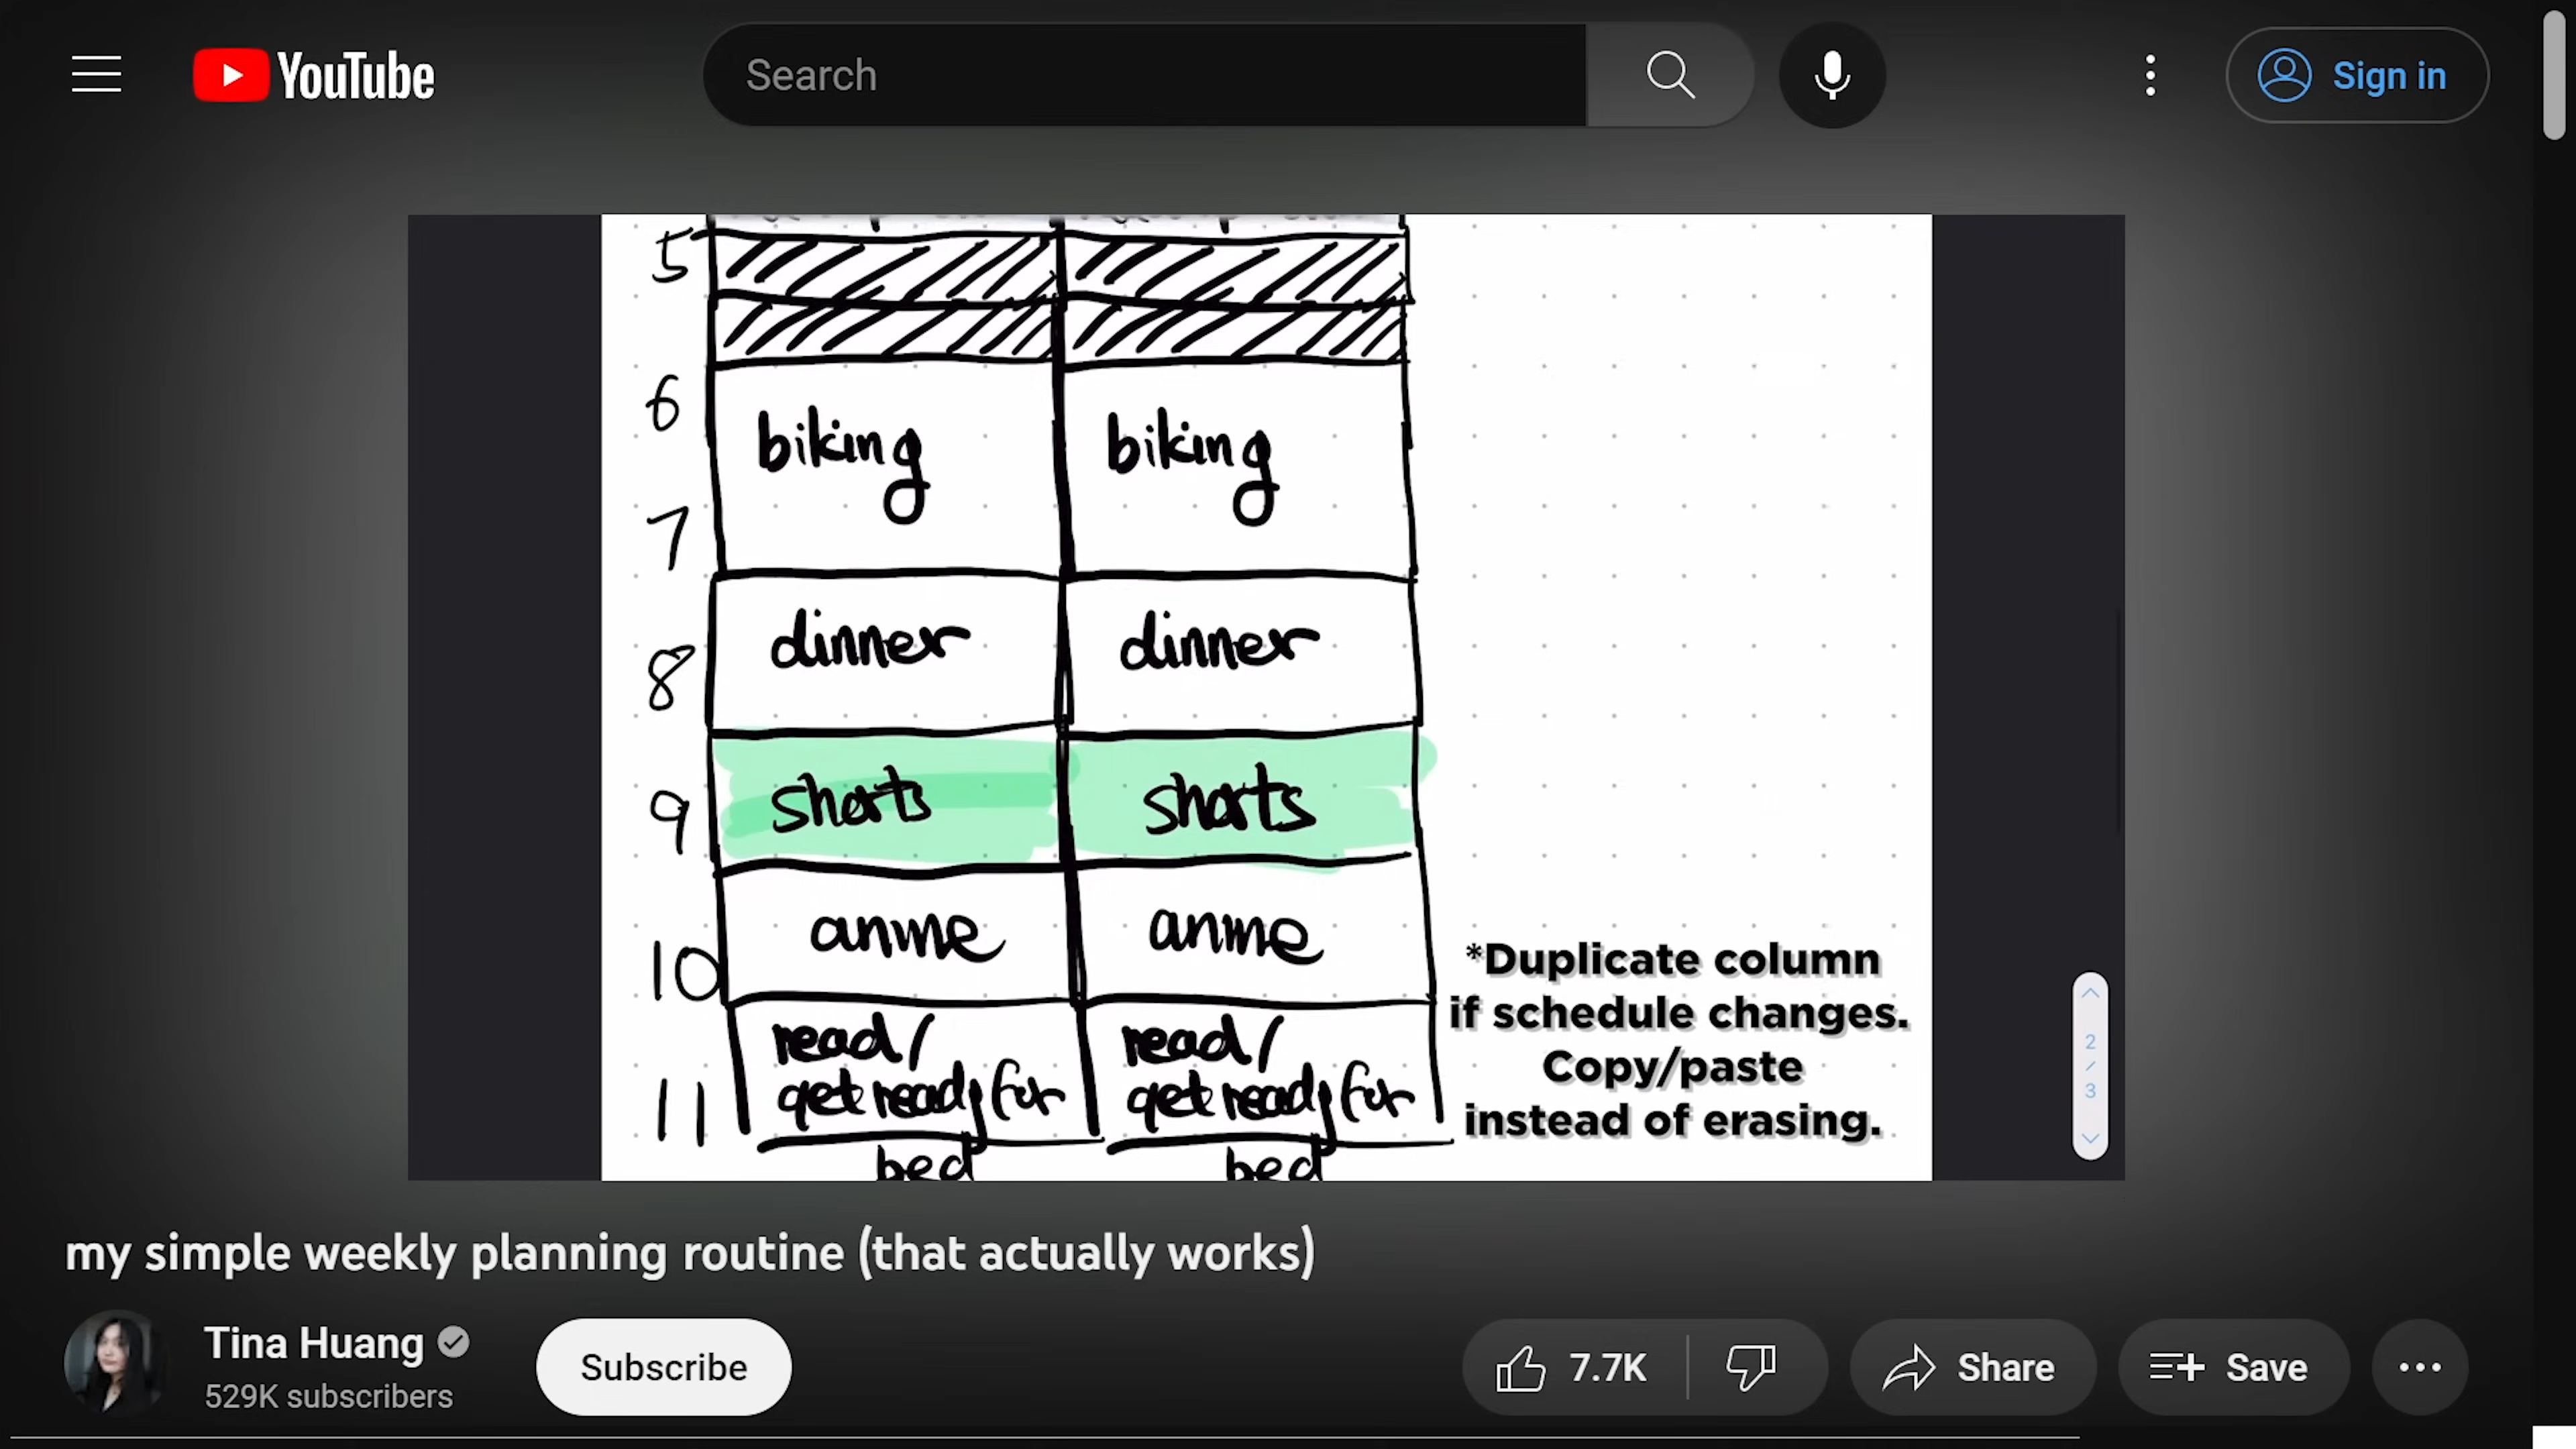 YouTube
Search
Sign in
5
6
biking biking
7
dinner dinner
8
shorts shorts
9
anime anime
10
read/ read/
get ready for get ready for
11
bed bed
*Duplicate column
if schedule changes.
Copy/paste
instead of erasing.
2
/
3
my simple weekly planning routine (that actually works)
Tina Huang
529K subscribers
Subscribe
7.7K
Share
Save